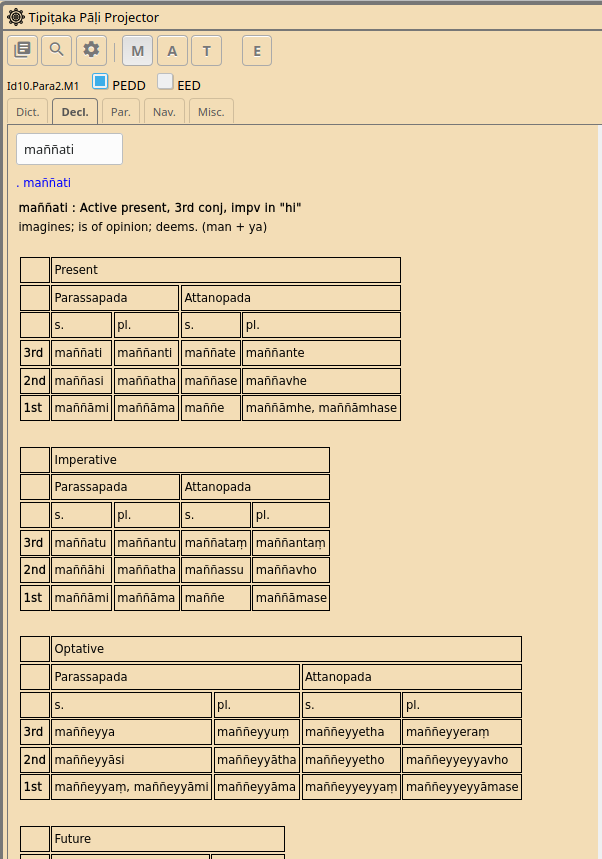 Tipiṭaka Pāḷi Projector
M A T E
Id10.Para2.M1 PEDD EED
Dict. Decl. Par. Nav. Misc.
maññati
. maññati
maññati : Active present, 3rd conj, impv in "hi"
imagines; is of opinion; deems. (man + ya)
Present
Parassapada Attanopada
s. pl. s. pl.
3rd maññati maññanti maññate maññante
2nd maññasi maññatha maññase maññavhe
1st maññāmi maññāma maññe maññāmhe, maññāmhase
Imperative
Parassapada Attanopada
s. pl. s. pl.
3rd maññatu maññantu maññataṃ maññantaṃ
2nd maññāhi maññatha maññassu maññavho
1st maññāmi maññāma maññe maññāmase
Optative
Parassapada Attanopada
s. pl. s. pl.
3rd maññeyya maññeyyuṃ maññeyyetha maññeyyeraṃ
2nd maññeyyāsi maññeyyātha maññeyyetho maññeyyeyyavho
1st maññeyyaṃ, maññeyyāmi maññeyyāma maññeyyeyyaṃ maññeyyeyyāmase
Future